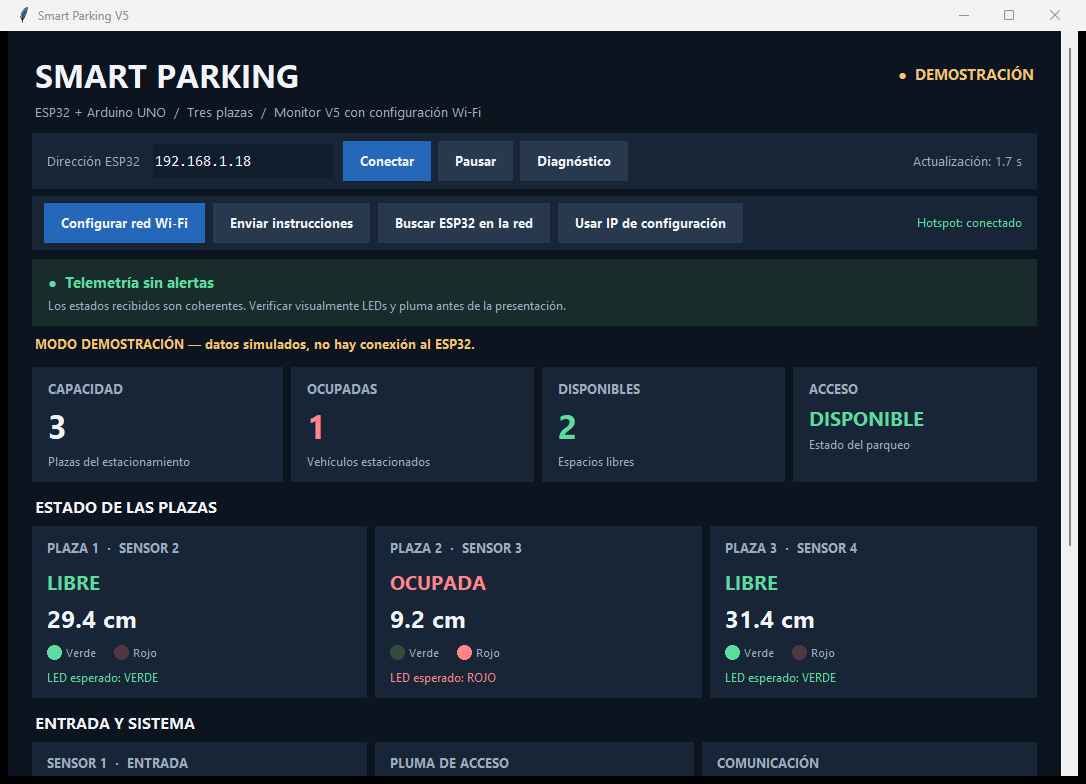 Smart Parking V5
SMART PARKING
● DEMOSTRACIÓN
ESP32 + Arduino UNO / Tres plazas / Monitor V5 con configuración Wi-Fi
Dirección ESP32 192.168.1.18 Conectar Pausar Diagnóstico Actualización: 1.7 s
Configurar red Wi-Fi Enviar instrucciones Buscar ESP32 en la red Usar IP de configuración Hotspot: conectado
● Telemetría sin alertas
Los estados recibidos son coherentes. Verificar visualmente LEDs y pluma antes de la presentación.
MODO DEMOSTRACIÓN — datos simulados, no hay conexión al ESP32.
CAPACIDAD
3
Plazas del estacionamiento
OCUPADAS
1
Vehículos estacionados
DISPONIBLES
2
Espacios libres
ACCESO
DISPONIBLE
Estado del parqueo
ESTADO DE LAS PLAZAS
PLAZA 1 · SENSOR 2
LIBRE
29.4 cm
Verde Rojo
LED esperado: VERDE
PLAZA 2 · SENSOR 3
OCUPADA
9.2 cm
Verde Rojo
LED esperado: ROJO
PLAZA 3 · SENSOR 4
LIBRE
31.4 cm
Verde Rojo
LED esperado: VERDE
ENTRADA Y SISTEMA
SENSOR 1 · ENTRADA
PLUMA DE ACCESO
COMUNICACIÓN